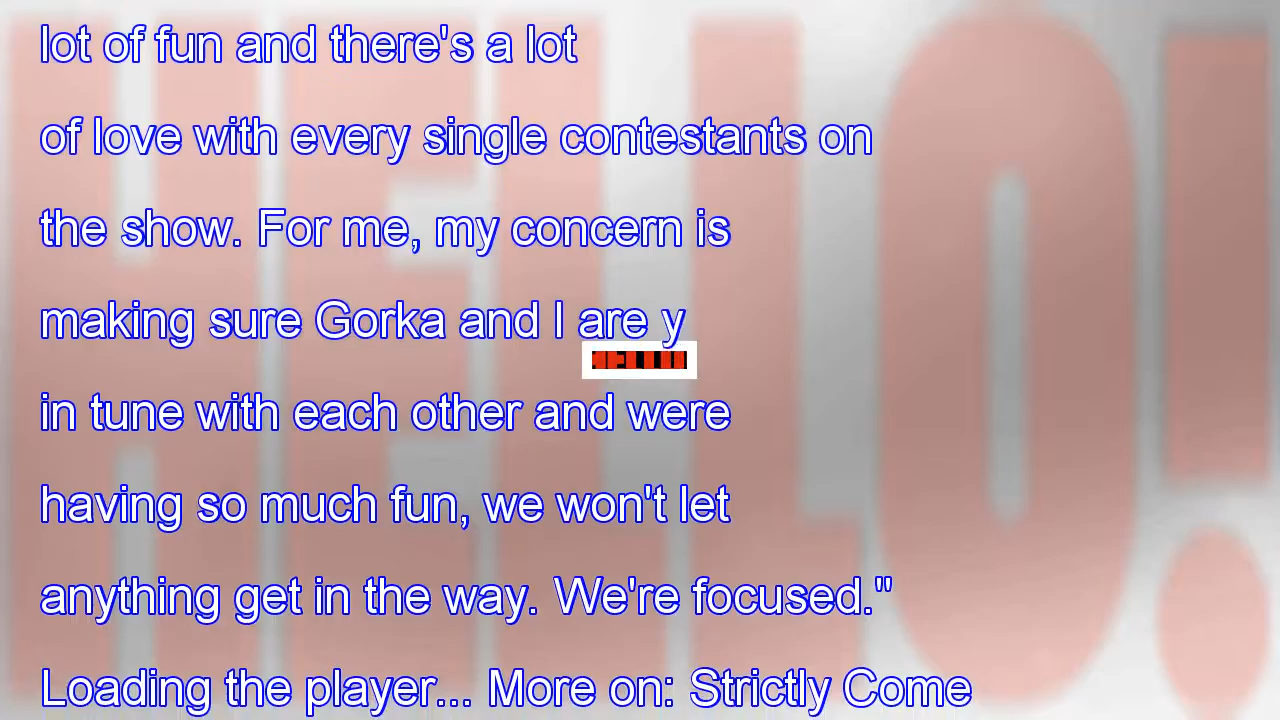 lot of fun and there's a lot
of love with every single contestants on
the show. For me, my concern is
making sure Gorka and I are y
HELLO!
in tune with each other and were
having so much fun, we won't let
anything get in the way. We're focused."
Loading the player... More on: Strictly Come